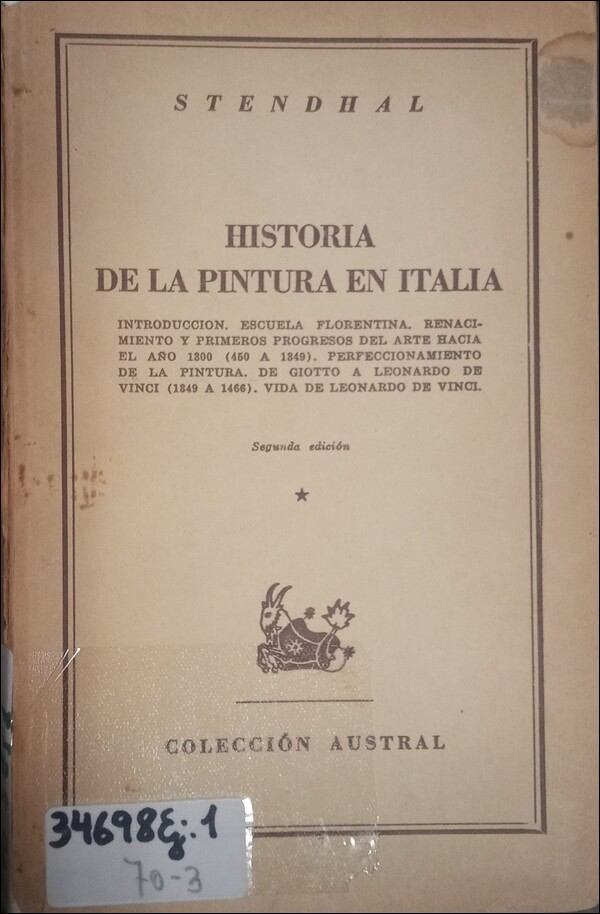 STENDHAL
HISTORIA
DE LA PINTURA EN ITALIA
INTRODUCCION. ESCUELA FLORENTINA. RENACI-
MIENTO Y PRIMEROS PROGRESOS DEL ARTE HACIA
EL AÑO 1300 (450 A 1349). PERFECCIONAMIENTO
DE LA PINTURA. DE GIOTTO A LEONARDO DE
VINCI (1349 A 1466). VIDA DE LEONARDO DE VINCI.
Segunda edición
COLECCIÓN AUSTRAL
34698 Ej:1
70-3